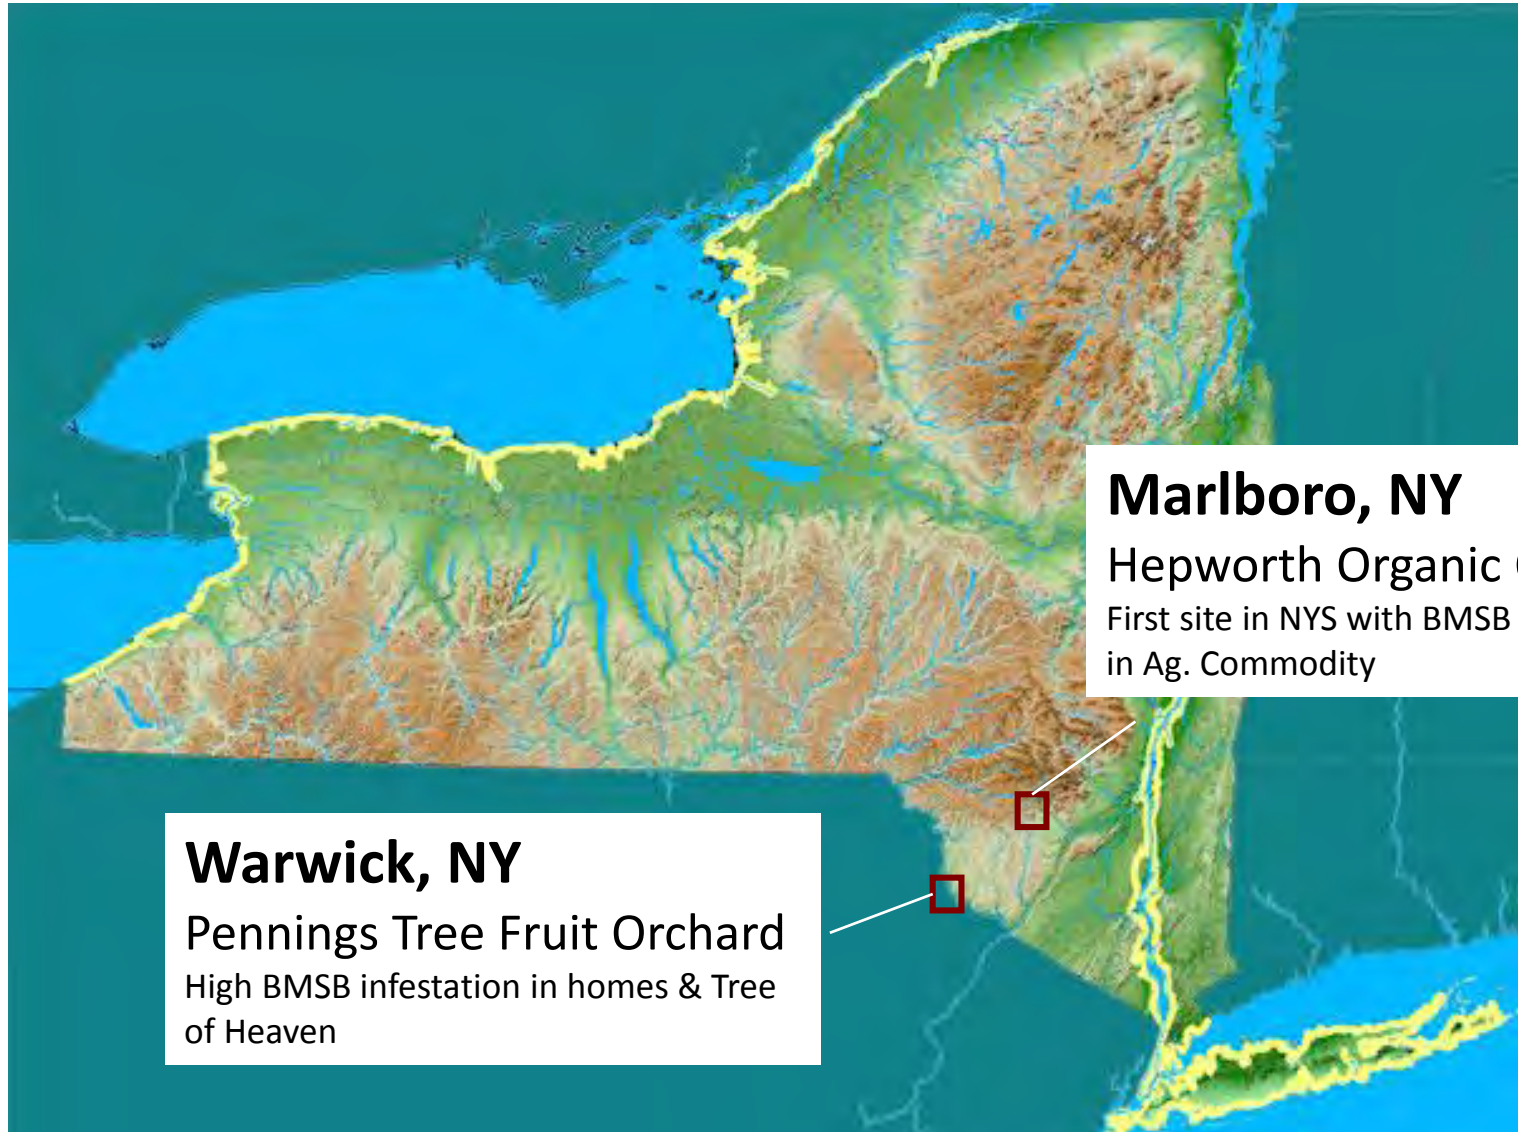 Marlboro, NY
Hepworth Organic
First site in NYS with BMSB
in Ag. Commodity
Warwick, NY
Pennings Tree Fruit Orchard
High BMSB infestation in homes & Tree
of Heaven